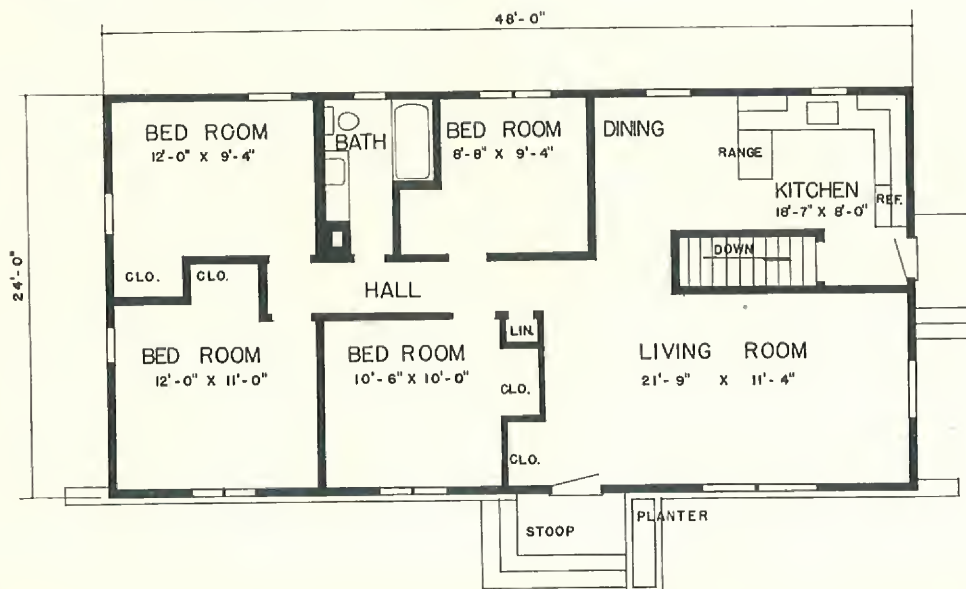 48'-0"
24'-0"
BED ROOM
12'-0" X 9'-4"
BATH
BED ROOM
8'-8" X 9'-4"
DINING
RANGE
KITCHEN
18'-7" X 8'-0"
REF.
DOWN
CLO.
CLO.
HALL
LIN.
BED ROOM
12'-0" X 11'-0"
BED ROOM
10'-6" X 10'-0"
CLO.
CLO.
LIVING ROOM
21'-9" X 11'-4"
STOOP
PLANTER